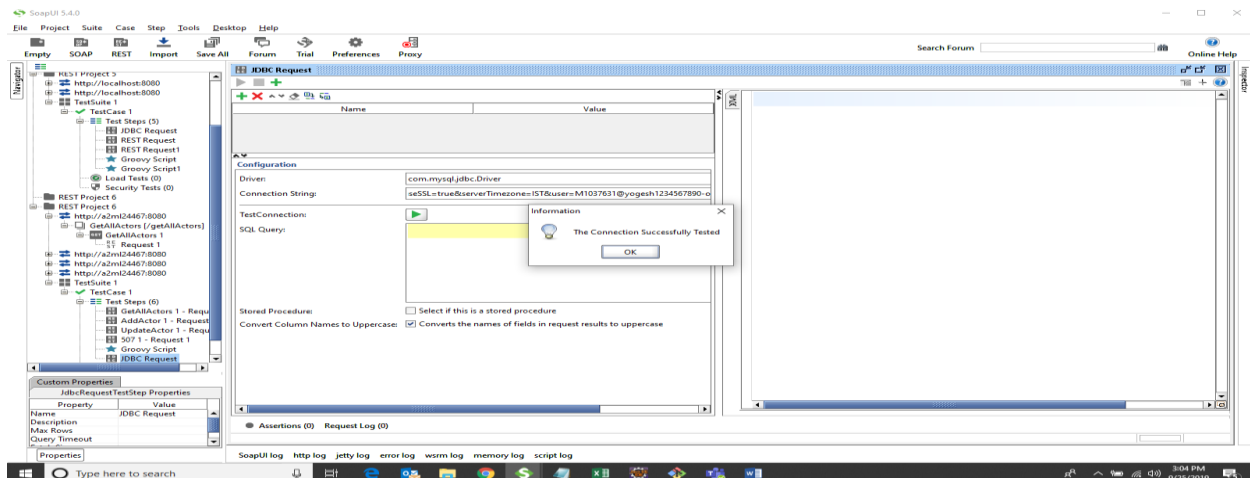 SoapUI 5.4.0
File Project Suite Case Step Tools Desktop Help
Empty SOAP REST Import Save All Forum Trial Preferences Proxy
Search Forum
Online Help
Navigator
REST Project 5
http://localhost:8080
http://localhost:8080
TestSuite 1
TestCase 1
Test Steps (5)
JDBC Request
REST Request
REST Request1
Groovy Script
Groovy Script1
Load Tests (0)
Security Tests (0)
REST Project 6
REST Project 6
http://a2ml24467:8080
GetAllActors [/getAllActors]
GetAllActors 1
Request 1
http://a2ml24467:8080
http://a2ml24467:8080
http://a2ml24467:8080
TestSuite 1
TestCase 1
Test Steps (6)
GetAllActors 1 - Requ
AddActor 1 - Request
UpdateActor 1 - Requ
507 1 - Request 1
Groovy Script
JDBC Request
Custom Properties
JdbcRequestTestStep Properties
Property Value
Name JDBC Request
Description
Max Rows
Query Timeout
Properties
JDBC Request
Name Value
Configuration
Driver: com.mysql.jdbc.Driver
Connection String: seSSL=true&serverTimezone=IST&user=M1037631@yogesh1234567890-o
TestConnection:
SQL Query:
Stored Procedure: Select if this is a stored procedure
Convert Column Names to Uppercase: Converts the names of fields in request results to uppercase
Information
The Connection Successfully Tested
OK
XML
Inspector
Assertions (0) Request Log (0)
SoapUI log http log jetty log error log wsrm log memory log script log
Type here to search
3:04 PM
9/25/2019